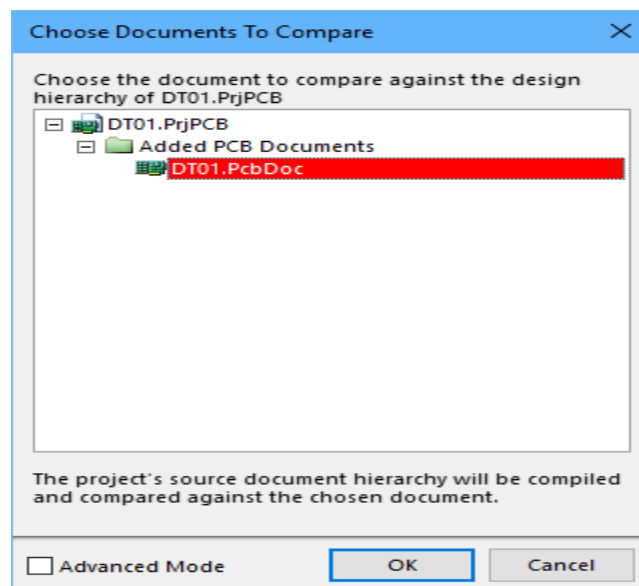 Choose Documents To Compare
Choose the document to compare against the design
hierarchy of DT01.PrjPCB
DT01.PrjPCB
Added PCB Documents
DT01.PcbDoc
The project's source document hierarchy will be compiled
and compared against the chosen document.
Advanced Mode OK Cancel